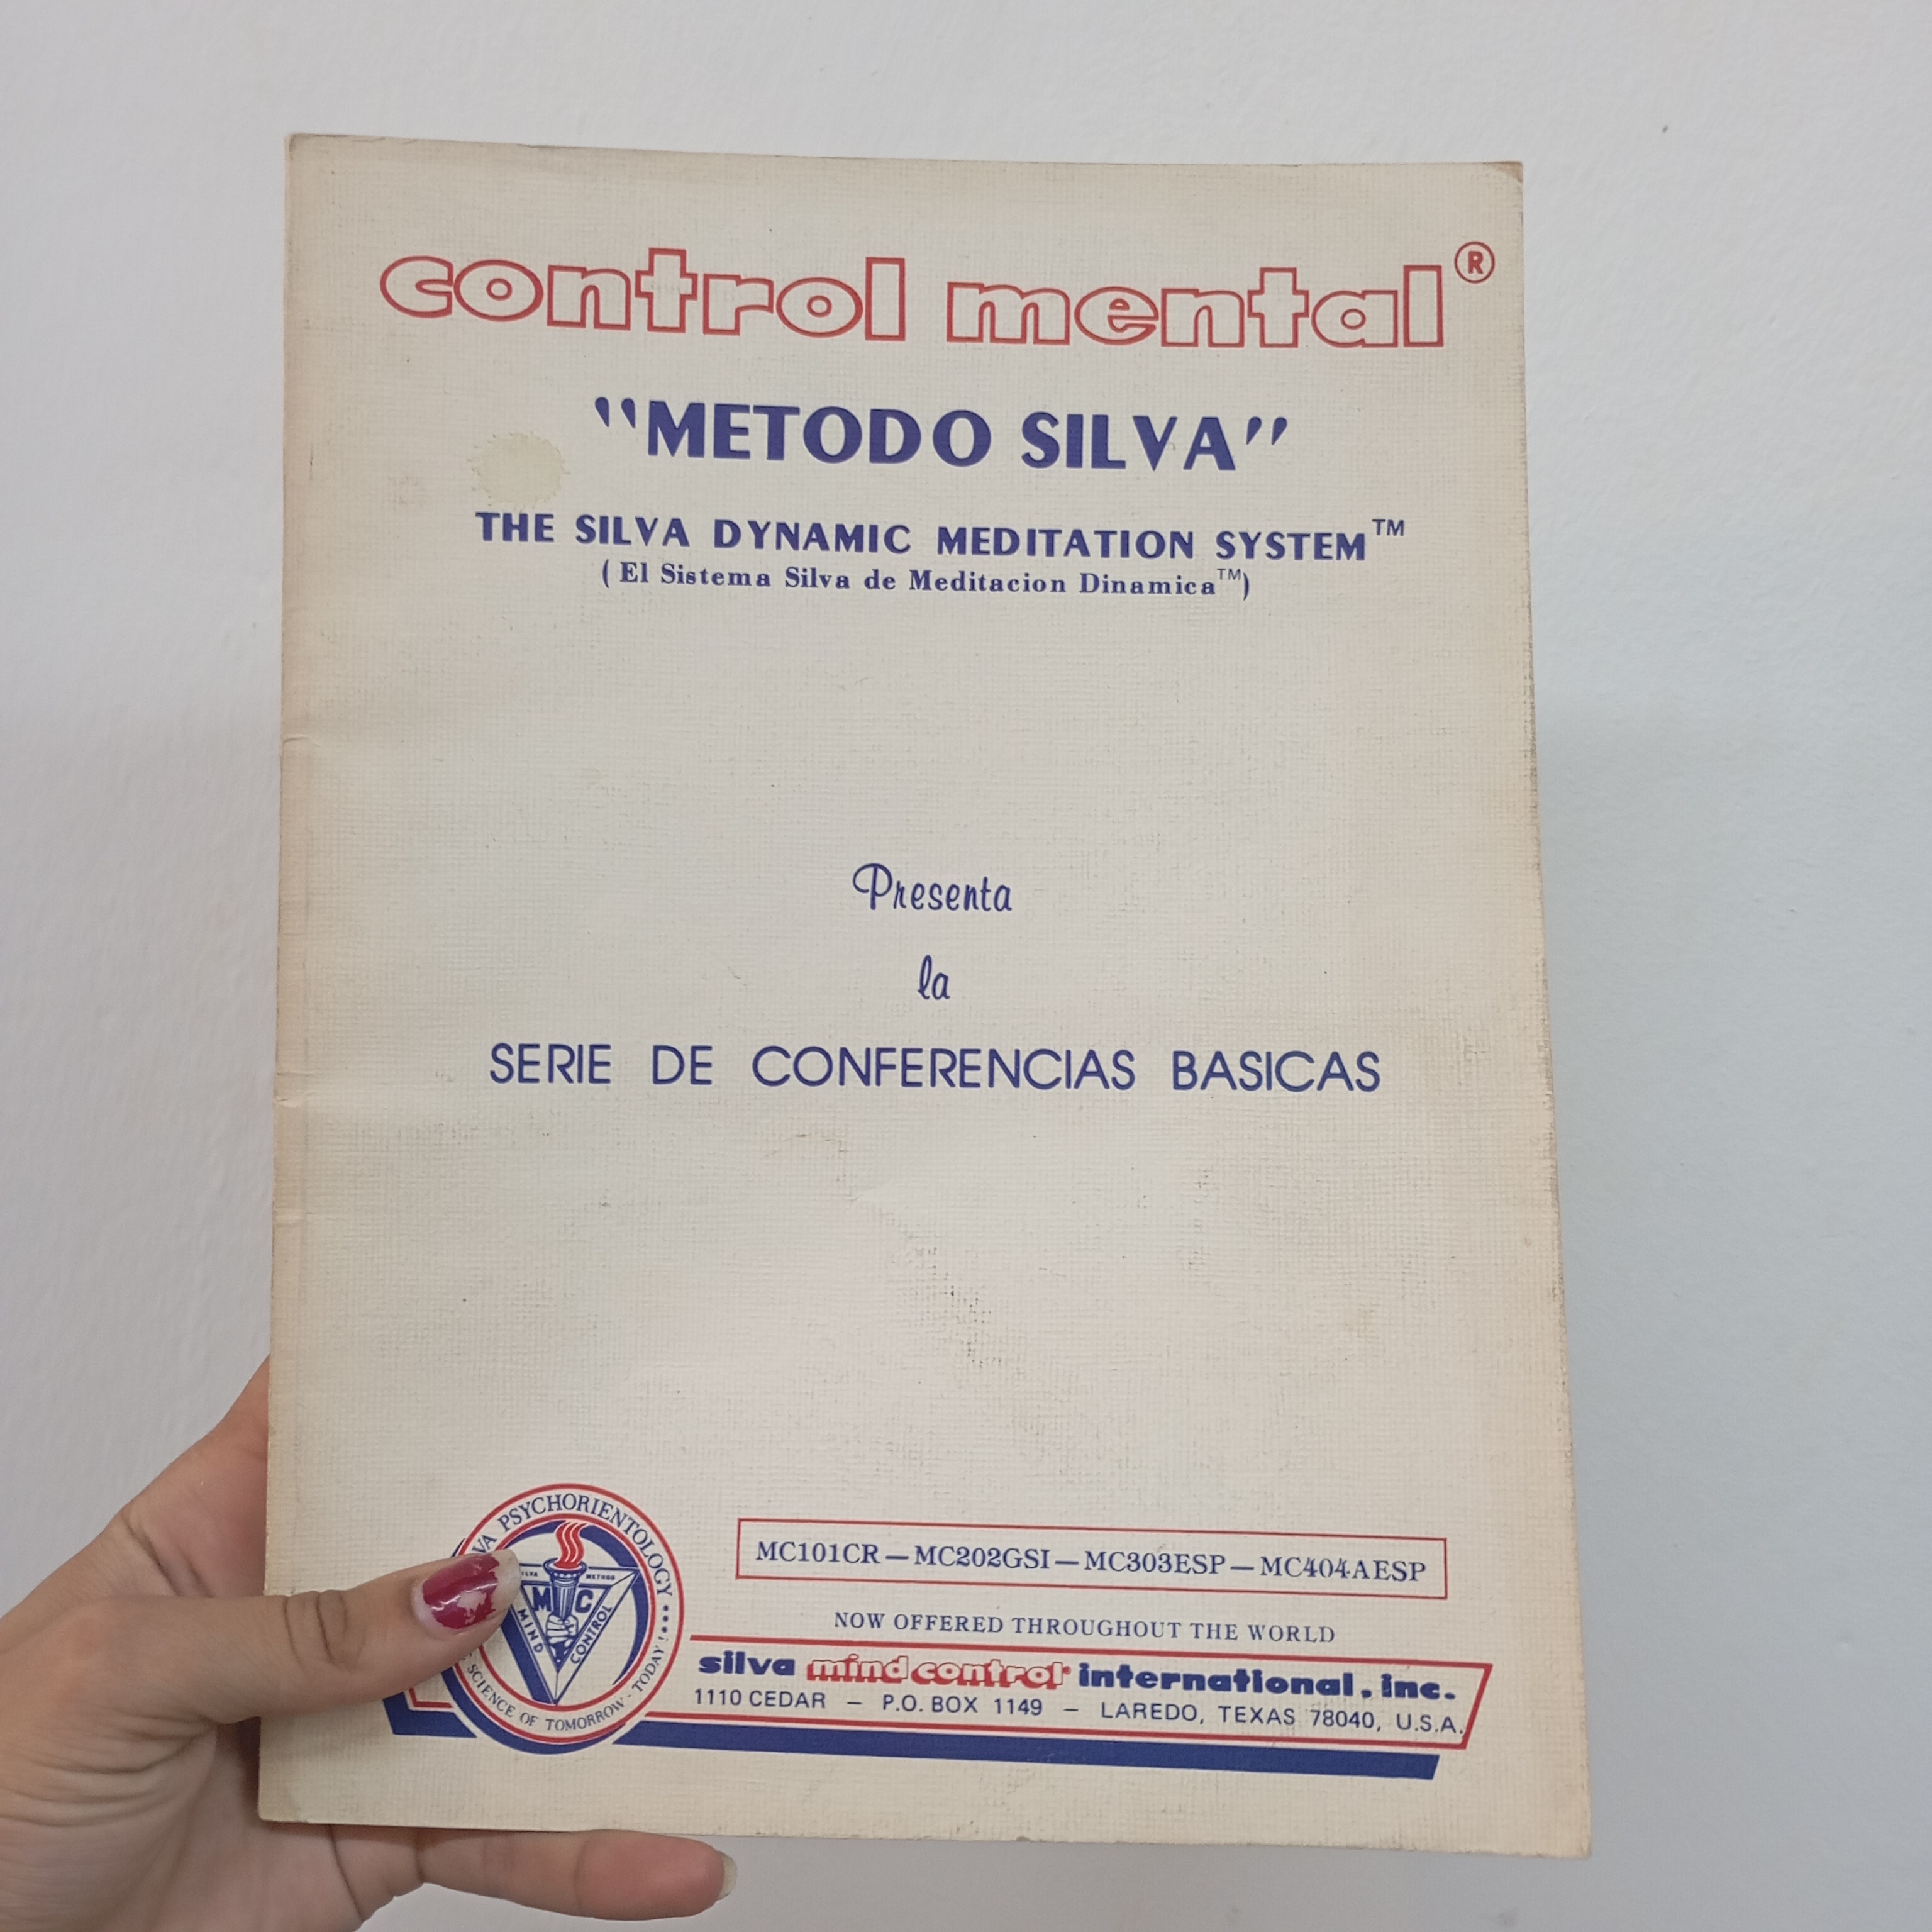 control mental®
"METODO SILVA"
THE SILVA DYNAMIC MEDITATION SYSTEM™
( El Sistema Silva de Meditacion Dinamica™)
Presenta
la
SERIE DE CONFERENCIAS BASICAS
PSYCHORIENTOLOGY
METHOD
M C
MIND CONTROL
SCIENCE OF TOMORROW - TODAY!
MC101CR — MC202GSI — MC303ESP — MC404AESP
NOW OFFERED THROUGHOUT THE WORLD
silva mind control® international, inc.
1110 CEDAR — P.O. BOX 1149 — LAREDO, TEXAS 78040, U.S.A.